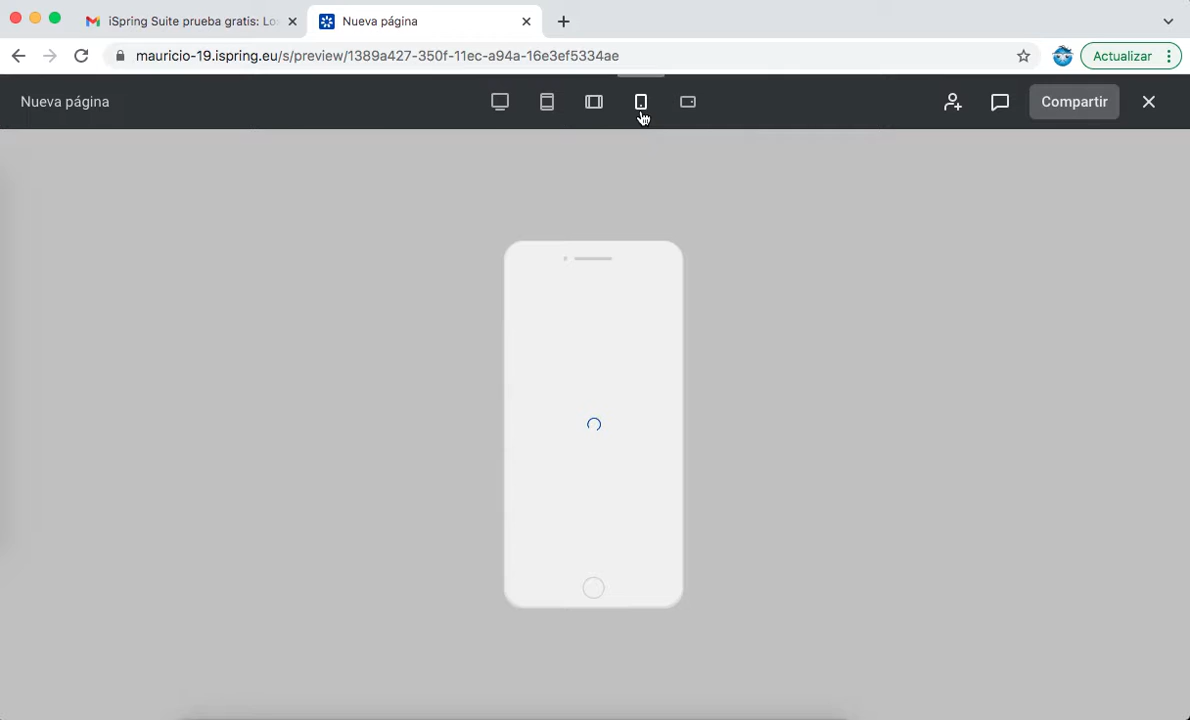 iSpring Suite prueba gratis: Lo
Nueva página
mauricio-19.ispring.eu/s/preview/1389a427-350f-11ec-a94a-16e3ef5334ae
Actualizar
Nueva página
Compartir